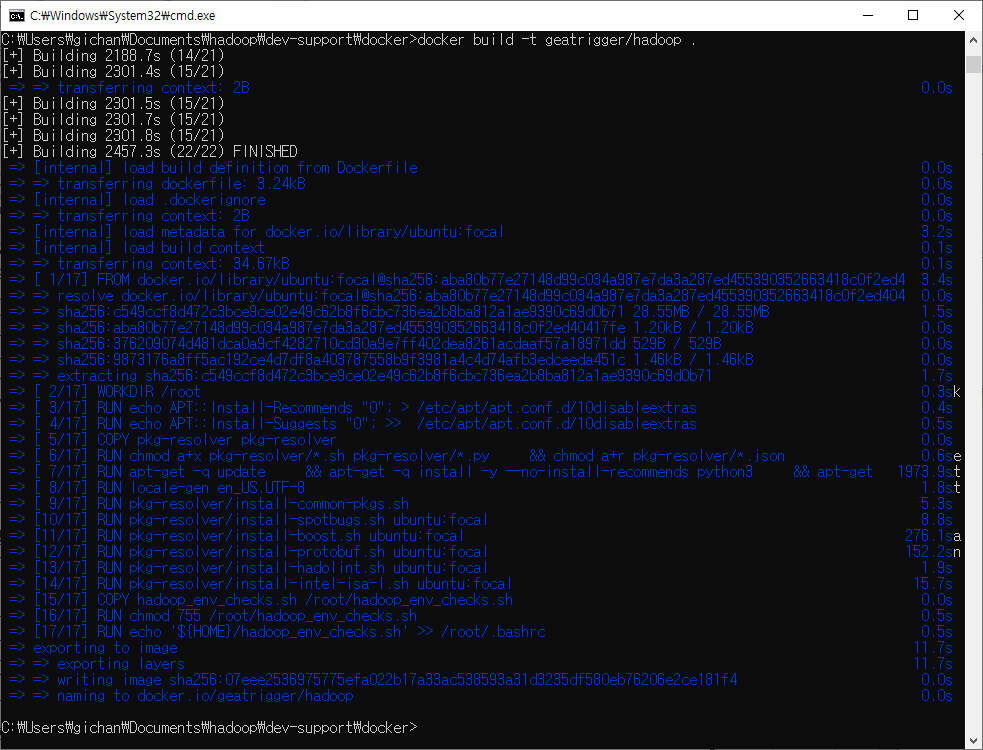 C:₩Windows₩System32₩cmd.exe
C:₩Users₩gichan₩Documents₩hadoop₩dev-support₩docker>docker build -t geatrigger/hadoop .
[+] Building 2188.7s (14/21)
[+] Building 2301.4s (15/21)
=> => transferring context: 2B 0.0s
[+] Building 2301.5s (15/21)
[+] Building 2301.7s (15/21)
[+] Building 2301.8s (15/21)
[+] Building 2457.3s (22/22) FINISHED
=> [internal] load build definition from Dockerfile 0.0s
=> => transferring dockerfile: 3.24kB 0.0s
=> [internal] load .dockerignore 0.0s
=> => transferring context: 2B 0.0s
=> [internal] load metadata for docker.io/library/ubuntu:focal 3.2s
=> [internal] load build context 0.1s
=> => transferring context: 34.67kB 0.1s
=> [ 1/17] FROM docker.io/library/ubuntu:focal@sha256:aba80b77e27148d99c034a987e7da3a287ed455390352663418c0f2ed4 3.4s
=> => resolve docker.io/library/ubuntu:focal@sha256:aba80b77e27148d99c034a987e7da3a287ed455390352663418c0f2ed404 0.0s
=> => sha256:c549ccf8d472c3bce9ce02e49c62b8f6cbc736ea2b8ba812a1ae9390c69d0b71 28.55MB / 28.55MB 1.5s
=> => sha256:aba80b77e27148d99c034a987e7da3a287ed455390352663418c0f2ed40417fe 1.20kB / 1.20kB 0.0s
=> => sha256:376209074d481dca0a9cf4282710cd30a9e7ff402dea8261acdaaf57a18971dd 529B / 529B 0.0s
=> => sha256:9873176a8ff5ac192ce4d7df8a403787558b9f3981a4c4d74afb3edceeda451c 1.46kB / 1.46kB 0.0s
=> => extracting sha256:c549ccf8d472c3bce9ce02e49c62b8f6cbc736ea2b8ba812a1ae9390c69d0b71 1.7s
=> [ 2/17] WORKDIR /root 0.3sk
=> [ 3/17] RUN echo APT::Install-Recommends "0"; > /etc/apt/apt.conf.d/10disableextras 0.4s
=> [ 4/17] RUN echo APT::Install-Suggests "0"; >> /etc/apt/apt.conf.d/10disableextras 0.5s
=> [ 5/17] COPY pkg-resolver pkg-resolver 0.0s
=> [ 6/17] RUN chmod a+x pkg-resolver/*.sh pkg-resolver/*.py && chmod a+r pkg-resolver/*.json 0.6se
=> [ 7/17] RUN apt-get -q update && apt-get -q install -y --no-install-recommends python3 && apt-get 1973.9st
=> [ 8/17] RUN locale-gen en_US.UTF-8 1.8st
=> [ 9/17] RUN pkg-resolver/install-common-pkgs.sh 5.3s
=> [10/17] RUN pkg-resolver/install-spotbugs.sh ubuntu:focal 8.8s
=> [11/17] RUN pkg-resolver/install-boost.sh ubuntu:focal 276.1sa
=> [12/17] RUN pkg-resolver/install-protobuf.sh ubuntu:focal 152.2sn
=> [13/17] RUN pkg-resolver/install-hadolint.sh ubuntu:focal 1.9s
=> [14/17] RUN pkg-resolver/install-intel-isa-l.sh ubuntu:focal 15.7s
=> [15/17] COPY hadoop_env_checks.sh /root/hadoop_env_checks.sh 0.0s
=> [16/17] RUN chmod 755 /root/hadoop_env_checks.sh 0.5s
=> [17/17] RUN echo '${HOME}/hadoop_env_checks.sh' >> /root/.bashrc 0.5s
=> exporting to image 11.7s
=> => exporting layers 11.7s
=> => writing image sha256:07eee2536975775efa022b17a33ac538593a31d3235df580eb76206e2ce181f4 0.0s
=> => naming to docker.io/geatrigger/hadoop 0.0s
C:₩Users₩gichan₩Documents₩hadoop₩dev-support₩docker>